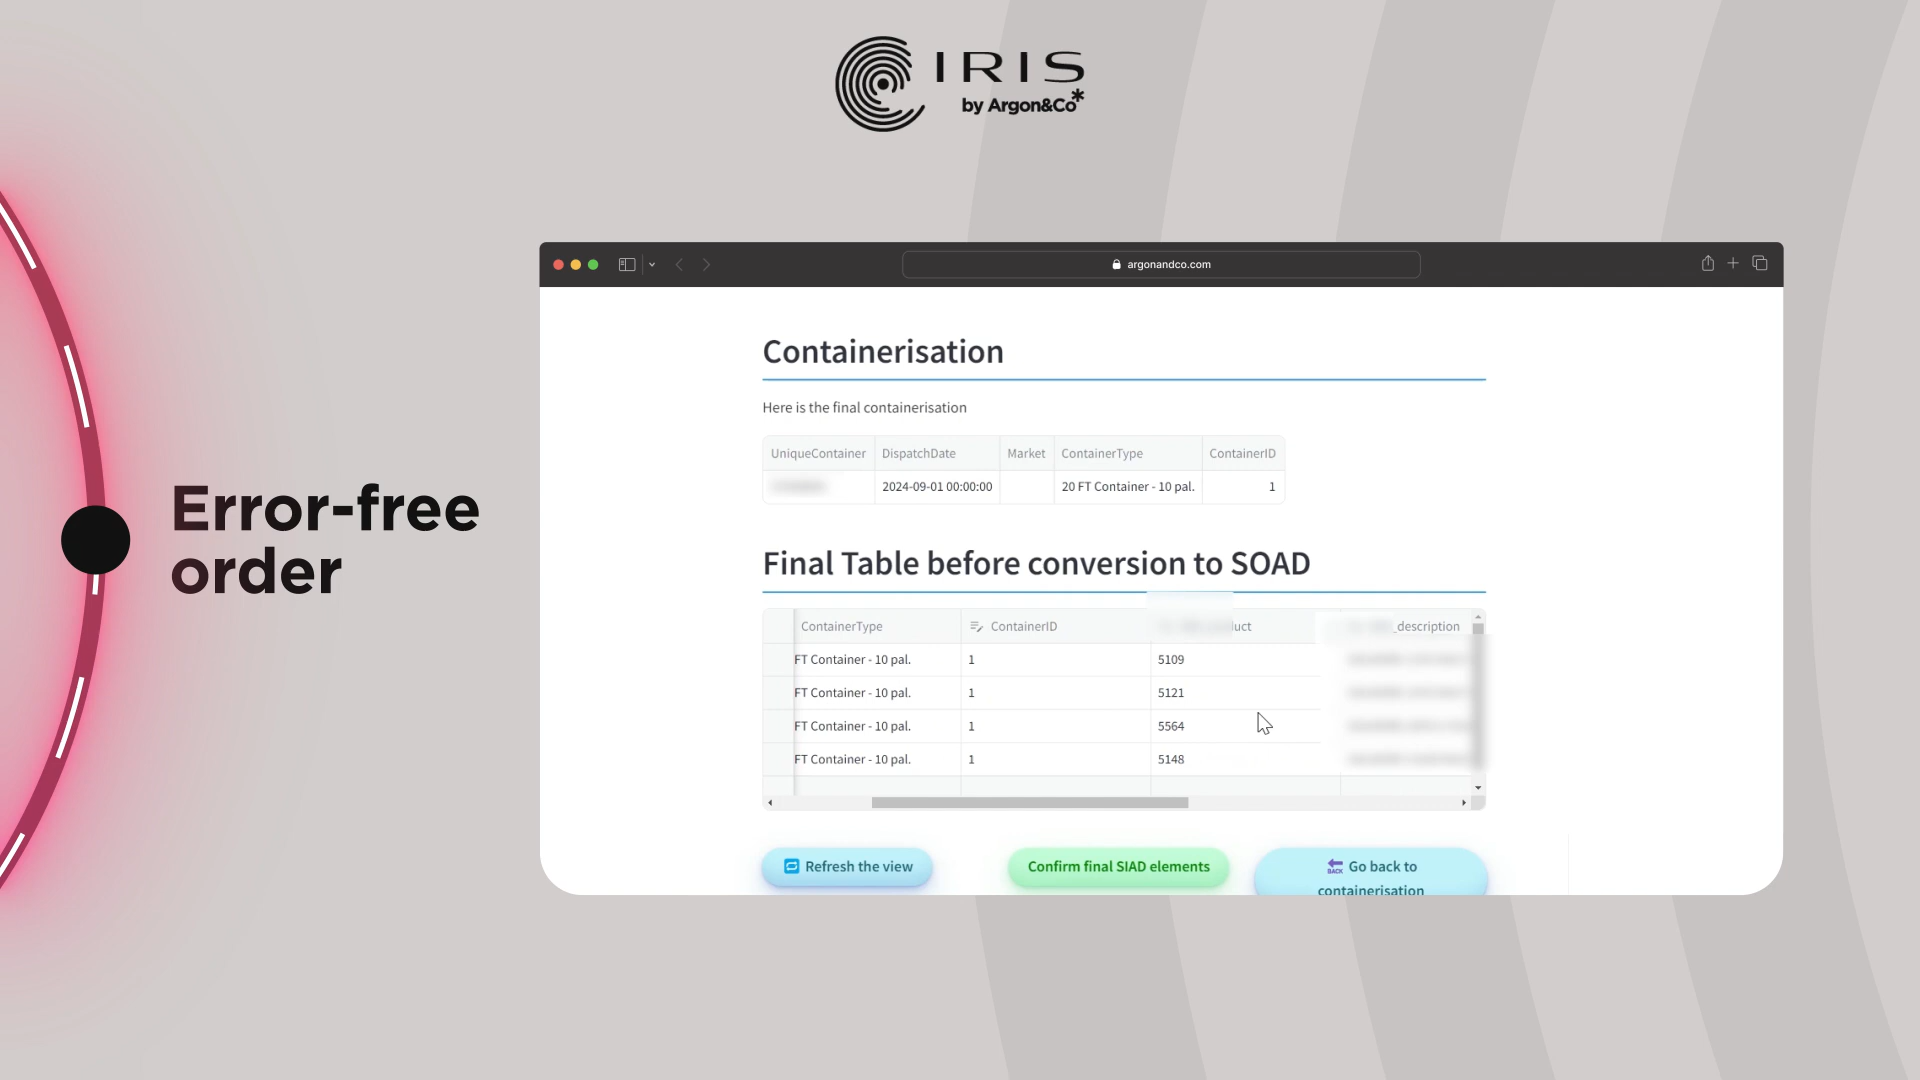 IRIS
by Argon&Co*
argonandco.com
Error-free
order
Containerisation
Here is the final containerisation
UniqueContainer DispatchDate Market ContainerType ContainerID
2024-09-01 00:00:00 20 FT Container - 10 pal. 1
Final Table before conversion to SOAD
ContainerType ContainerID uct _description
FT Container - 10 pal. 1 5109
FT Container - 10 pal. 1 5121
FT Container - 10 pal. 1 5564
FT Container - 10 pal. 1 5148
Refresh the view
Confirm final SIAD elements
BACK Go back to
containerisation